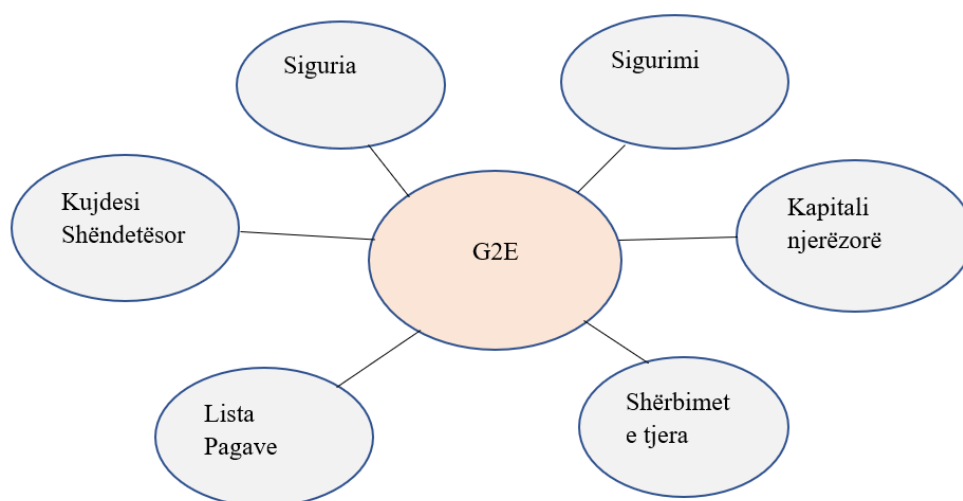 Siguria
Sigurimi
Kujdesi
Shëndetësor
Kapitali
njerëzorë
G2E
Lista
Pagave
Shërbimet
e tjera